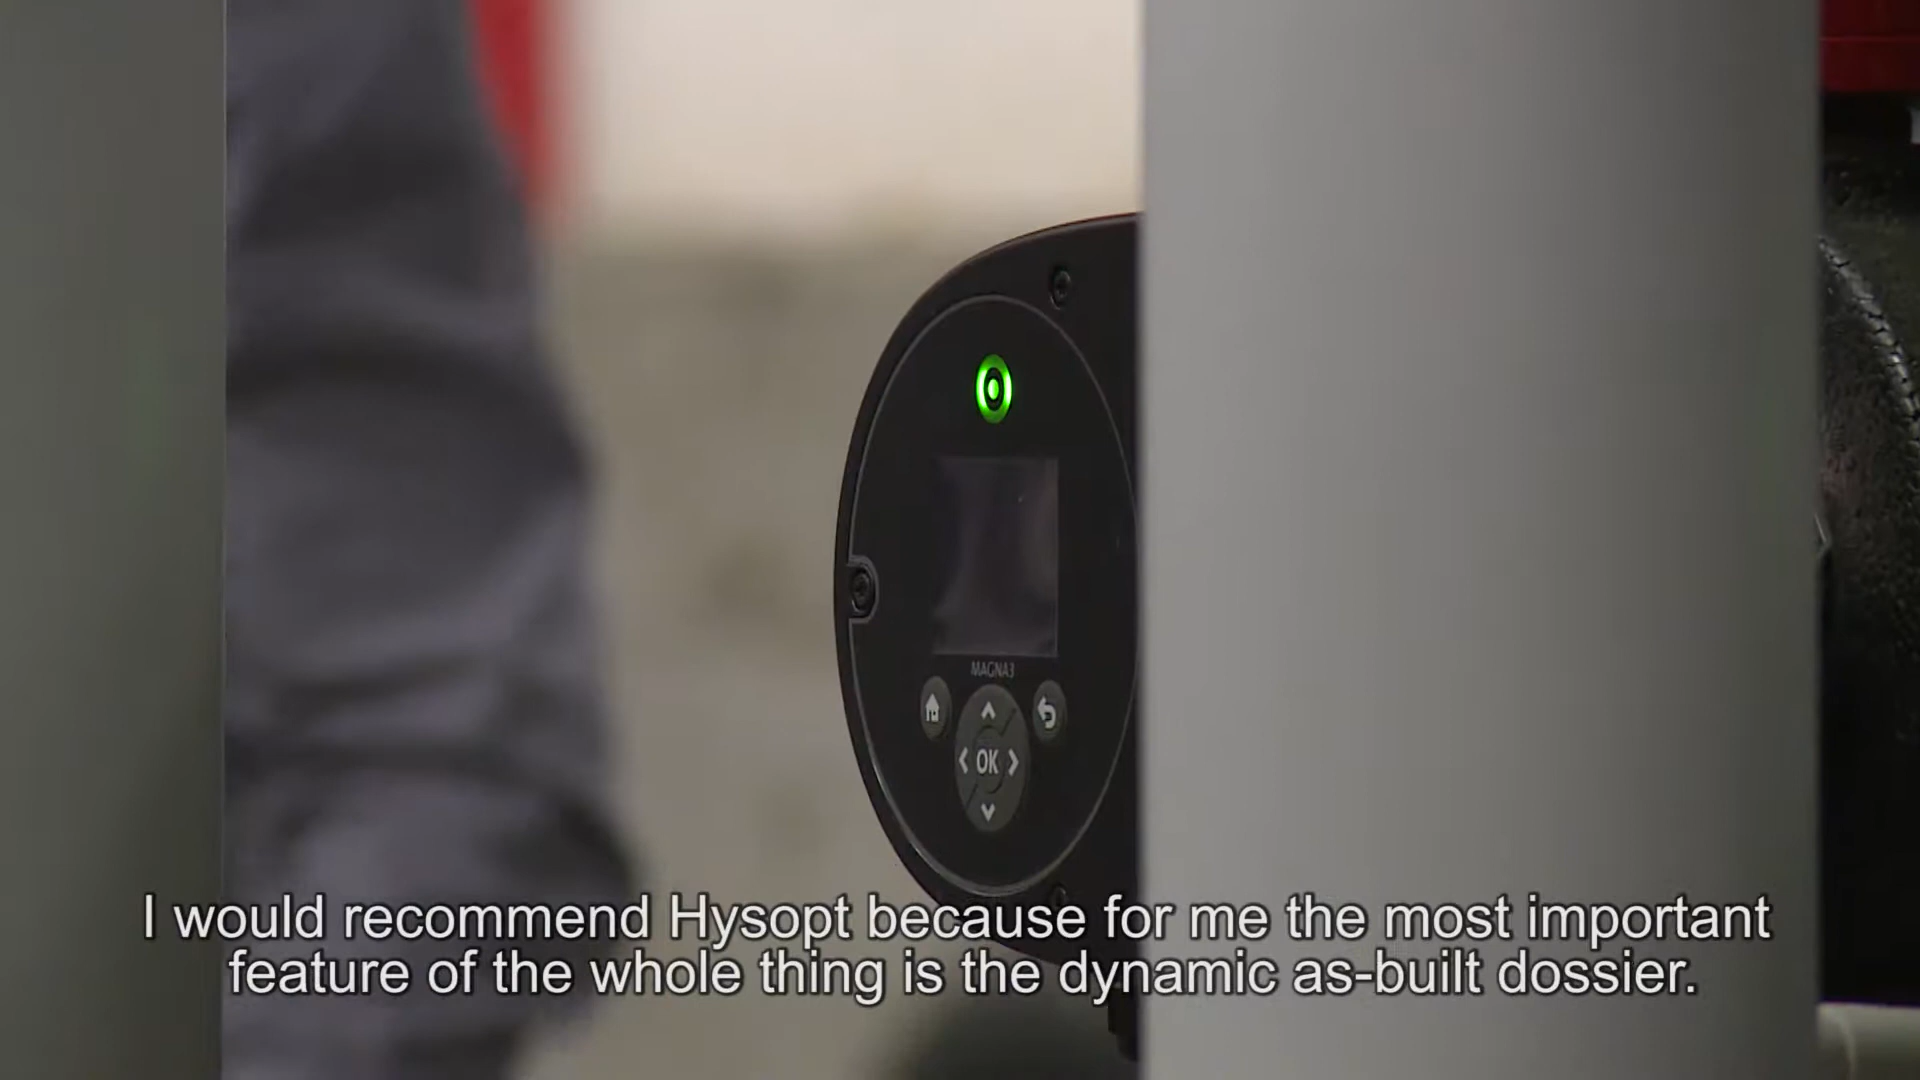 MAGNA3
OK
I would recommend Hysopt because for me the most important
feature of the whole thing is the dynamic as-built dossier.